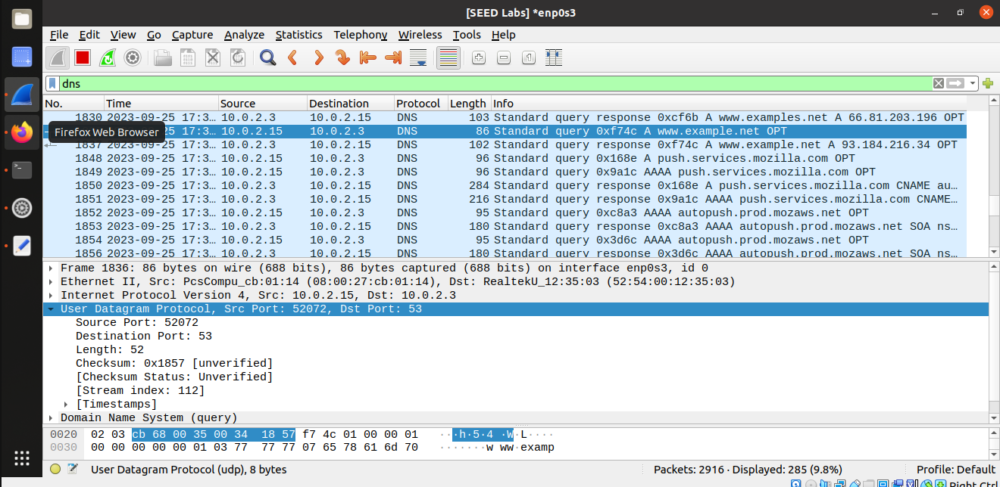 [SEED Labs] *enp0s3
File Edit View Go Capture Analyze Statistics Telephony Wireless Tools Help
dns
No. Time Source Destination Protocol Length Info
1830 2023-09-25 17:3… 10.0.2.3 10.0.2.15 DNS 103 Standard query response 0xcf6b A www.examples.net A 66.81.203.196 OPT
Firefox Web Browser 17:3… 10.0.2.15 10.0.2.3 DNS 86 Standard query 0xf74c A www.example.net OPT
1837 2023-09-25 17:3… 10.0.2.3 10.0.2.15 DNS 102 Standard query response 0xf74c A www.example.net A 93.184.216.34 OPT
1848 2023-09-25 17:3… 10.0.2.15 10.0.2.3 DNS 96 Standard query 0x168e A push.services.mozilla.com OPT
1849 2023-09-25 17:3… 10.0.2.15 10.0.2.3 DNS 96 Standard query 0x9a1c AAAA push.services.mozilla.com OPT
1850 2023-09-25 17:3… 10.0.2.3 10.0.2.15 DNS 284 Standard query response 0x168e A push.services.mozilla.com CNAME au…
1851 2023-09-25 17:3… 10.0.2.3 10.0.2.15 DNS 216 Standard query response 0x9a1c AAAA push.services.mozilla.com CNAME…
1852 2023-09-25 17:3… 10.0.2.15 10.0.2.3 DNS 95 Standard query 0xc8a3 AAAA autopush.prod.mozaws.net OPT
1853 2023-09-25 17:3… 10.0.2.3 10.0.2.15 DNS 180 Standard query response 0xc8a3 AAAA autopush.prod.mozaws.net SOA ns…
1854 2023-09-25 17:3… 10.0.2.15 10.0.2.3 DNS 95 Standard query 0x3d6c AAAA autopush.prod.mozaws.net OPT
1856 2023-09-25 17:3… 10.0.2.3 10.0.2.15 DNS 180 Standard query response 0x3d6c AAAA autopush.prod.mozaws.net SOA ns…
Frame 1836: 86 bytes on wire (688 bits), 86 bytes captured (688 bits) on interface enp0s3, id 0
Ethernet II, Src: PcsCompu_cb:01:14 (08:00:27:cb:01:14), Dst: RealtekU_12:35:03 (52:54:00:12:35:03)
Internet Protocol Version 4, Src: 10.0.2.15, Dst: 10.0.2.3
User Datagram Protocol, Src Port: 52072, Dst Port: 53
Source Port: 52072
Destination Port: 53
Length: 52
Checksum: 0x1857 [unverified]
[Checksum Status: Unverified]
[Stream index: 112]
[Timestamps]
Domain Name System (query)
0020 02 03 cb 68 00 35 00 34 18 57 f7 4c 01 00 00 01 ···h·5·4 ·W·L····
0030 00 00 00 00 00 01 03 77 77 77 07 65 78 61 6d 70 ·······w ww·examp
User Datagram Protocol (udp), 8 bytes Packets: 2916 · Displayed: 285 (9.8%) Profile: Default
Right Ctrl